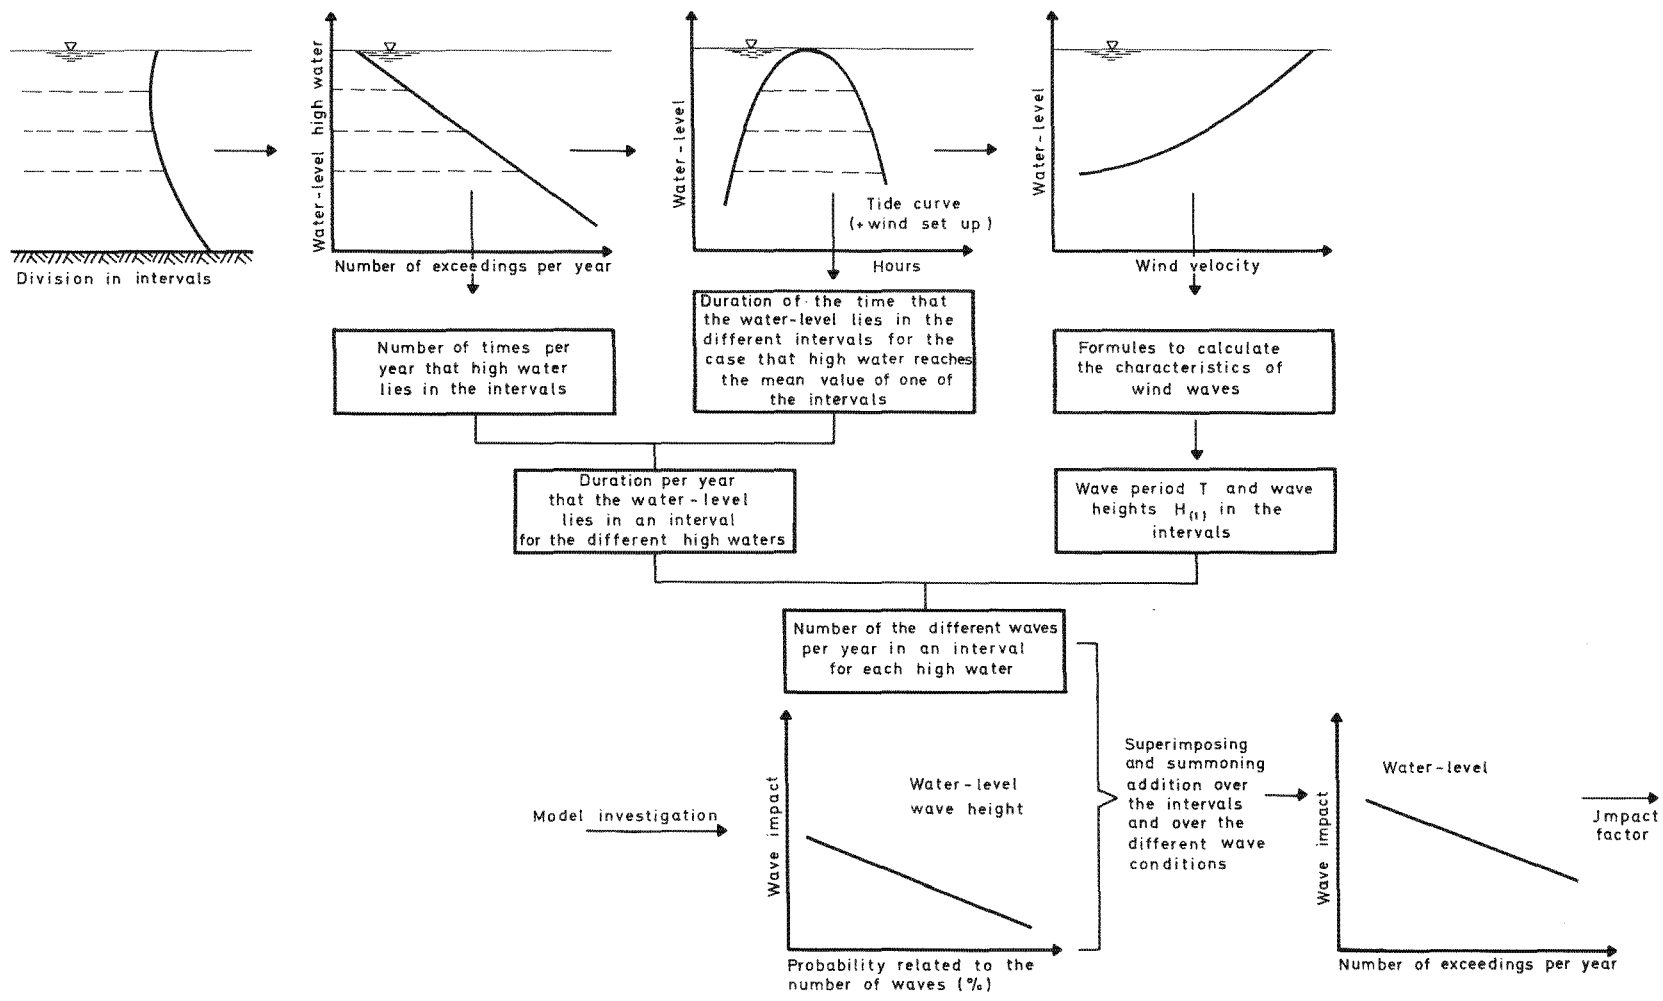 Division in intervals
Water-level high water
Number of exceedings per year
Water-level
Tide curve
(+wind set up)
Hours
Water-level
Wind velocity
Number of times per
year that high water
lies in the intervals
Duration of the time that
the water-level lies in the
different intervals for the
case that high water reaches
the mean value of one of
the intervals
Formules to calculate
the characteristics of
wind waves
Duration per year
that the water-level
lies in an interval
for the different high waters
Wave period T and wave
heights H(1) in the
intervals
Number of the different waves
per year in an interval
for each high water
Model investigation
Wave impact
Water-level
wave height
Probability related to the
number of waves (%)
Superimposing
and summoning
addition over
the intervals
and over the
different wave
conditions
Wave impact
Water-level
Number of exceedings per year
Jmpact
factor